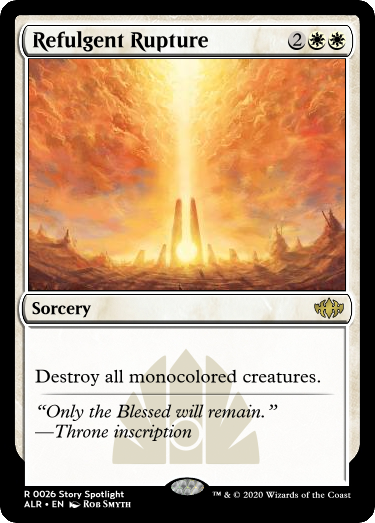 Refulgent Rupture 2
Sorcery
Destroy all monocolored creatures.
“Only the Blessed will remain.”
—Throne inscription
R 0026 Story Spotlight
ALR • EN Rob Smyth
™ & © 2020 Wizards of the Coast